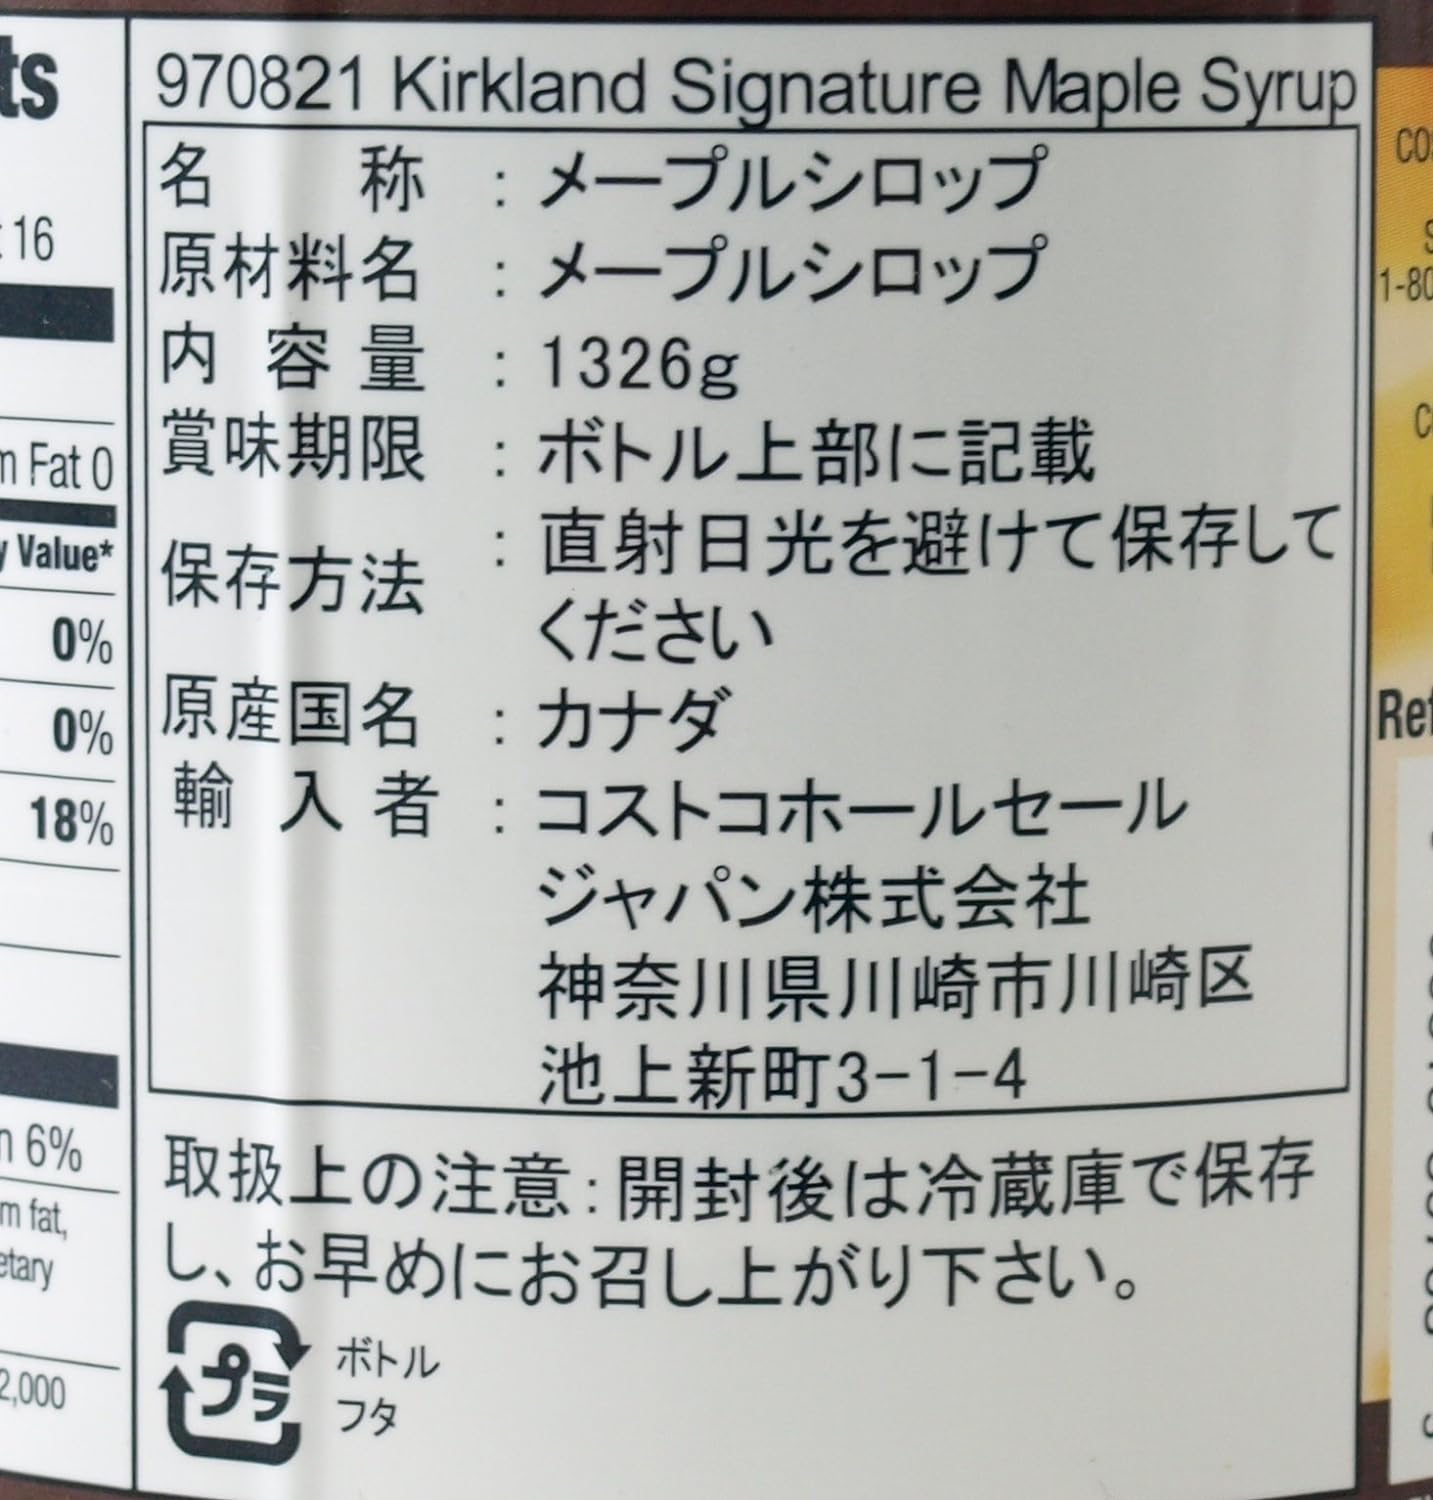 ts
16
m Fat 0
y Value*
0%
0%
18%
n 6%
m fat,
etary
2,000
970821 Kirkland Signature Maple Syrup
名称:メープルシロップ
原材料名:メープルシロップ
内容量:1326g
賞味期限:ボトル上部に記載
保存方法:直射日光を避けて保存して
ください
原産国名:カナダ
輸入者:コストコホールセール
ジャパン株式会社
神奈川県川崎市川崎区
池上新町3-1-4
取扱上の注意:開封後は冷蔵庫で保存
し、お早めにお召し上がり下さい。
プラ
ボトル
フタ
1-80
Ref